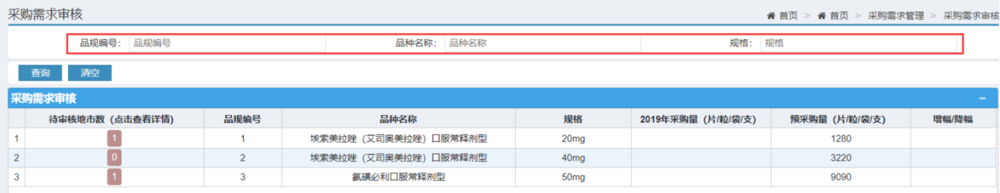 采购需求审核
首页 > 首页 > 采购需求管理 > 采购需求审核
品规编号： 品规编号 品种名称： 品种名称 规格： 规格
查询 清空
采购需求审核 −
待审核地市数（点击查看详情） 品规编号 品种名称 规格 2019年采购量（片/粒/袋/支） 预采购量（片/粒/袋/支） 增幅/降幅
1 1 1 埃索美拉唑（艾司奥美拉唑）口服常释剂型 20mg 1280
2 0 2 埃索美拉唑（艾司奥美拉唑）口服常释剂型 40mg 3220
3 1 3 氨磺必利口服常释剂型 50mg 9090